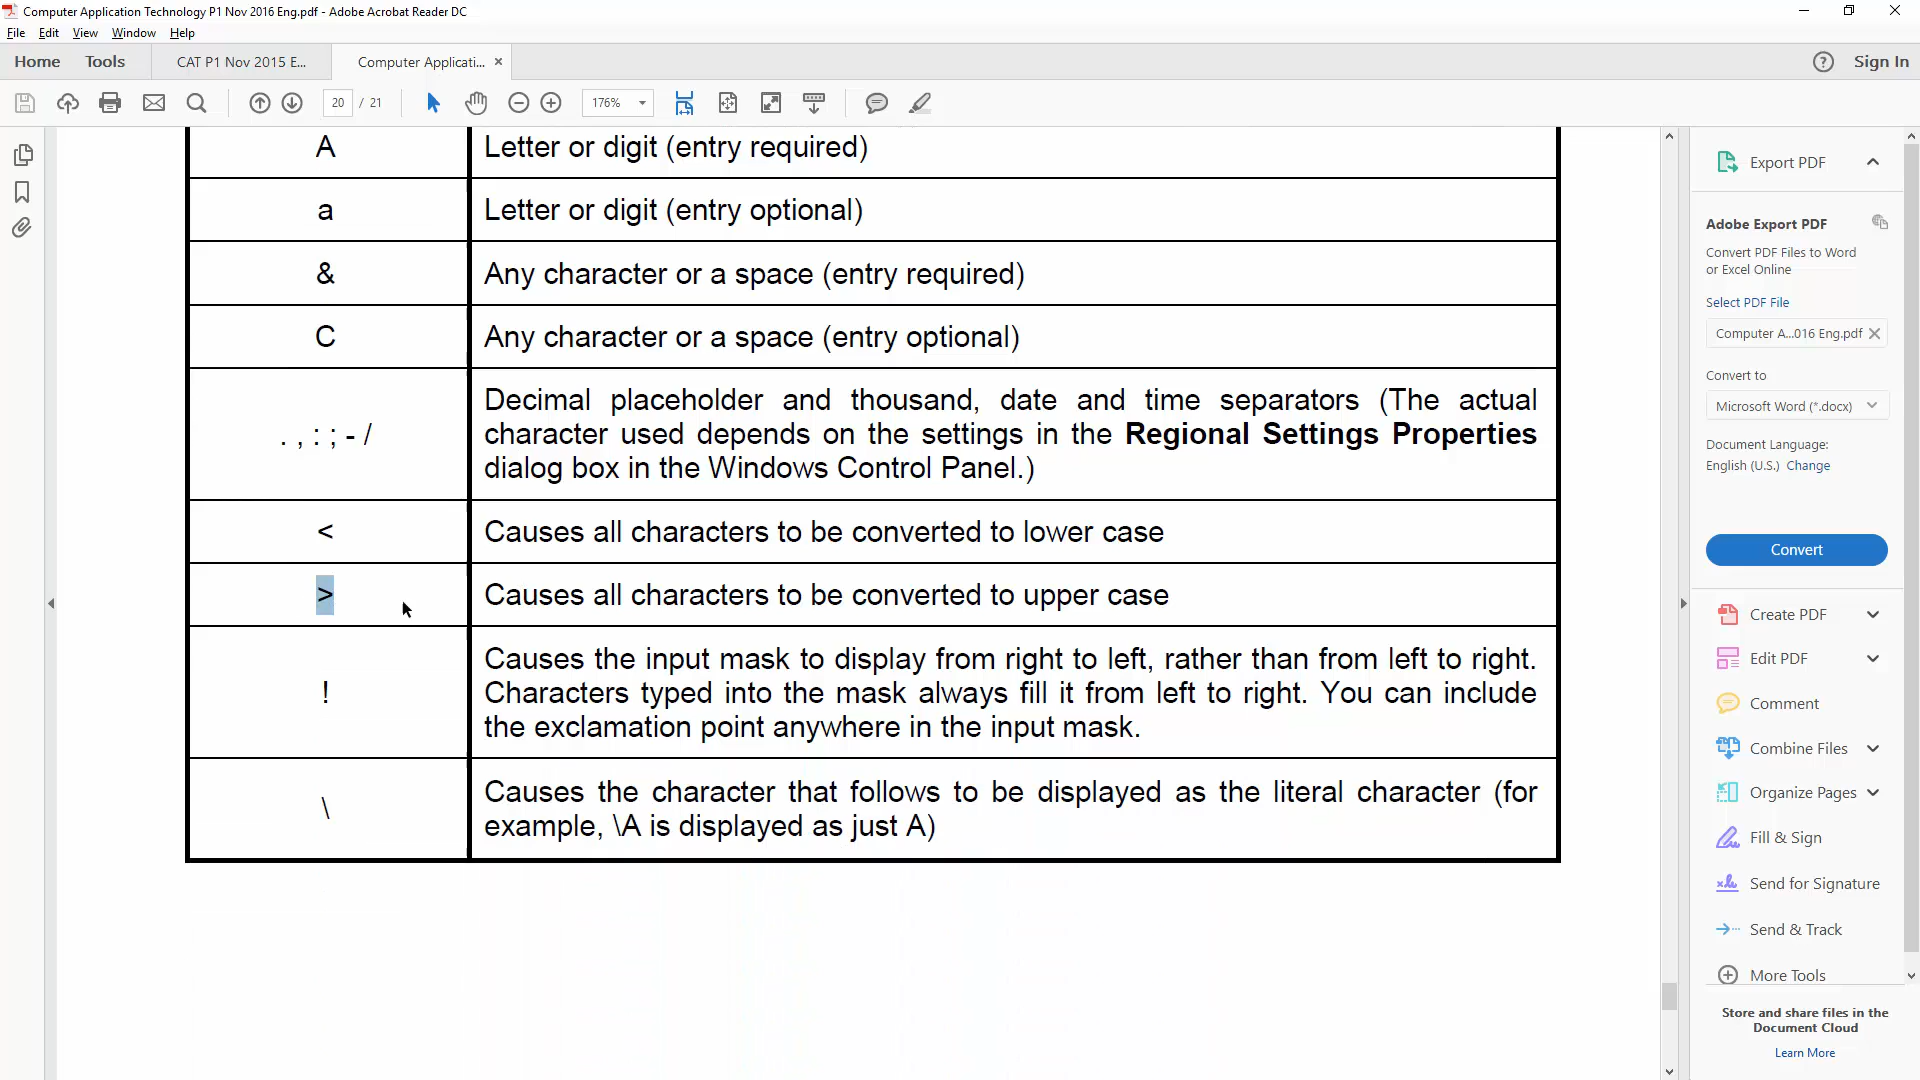 Computer Application Technology P1 Nov 2016 Eng.pdf - Adobe Acrobat Reader DC
File Edit View Window Help
Home Tools CAT P1 Nov 2015 E... Computer Applicati... ×
? Sign In
20 / 21 176%
A Letter or digit (entry required)
a Letter or digit (entry optional)
& Any character or a space (entry required)
C Any character or a space (entry optional)
. , : ; - / Decimal placeholder and thousand, date and time separators (The actual
character used depends on the settings in the Regional Settings Properties
dialog box in the Windows Control Panel.)
< Causes all characters to be converted to lower case
> Causes all characters to be converted to upper case
! Causes the input mask to display from right to left, rather than from left to right.
Characters typed into the mask always fill it from left to right. You can include
the exclamation point anywhere in the input mask.
\ Causes the character that follows to be displayed as the literal character (for
example, \A is displayed as just A)
Export PDF
Adobe Export PDF
Convert PDF Files to Word
or Excel Online
Select PDF File
Computer A...016 Eng.pdf ×
Convert to
Microsoft Word (*.docx)
Document Language:
English (U.S.) Change
Convert
Create PDF
Edit PDF
Comment
Combine Files
Organize Pages
Fill & Sign
Send for Signature
Send & Track
More Tools
Store and share files in the
Document Cloud
Learn More